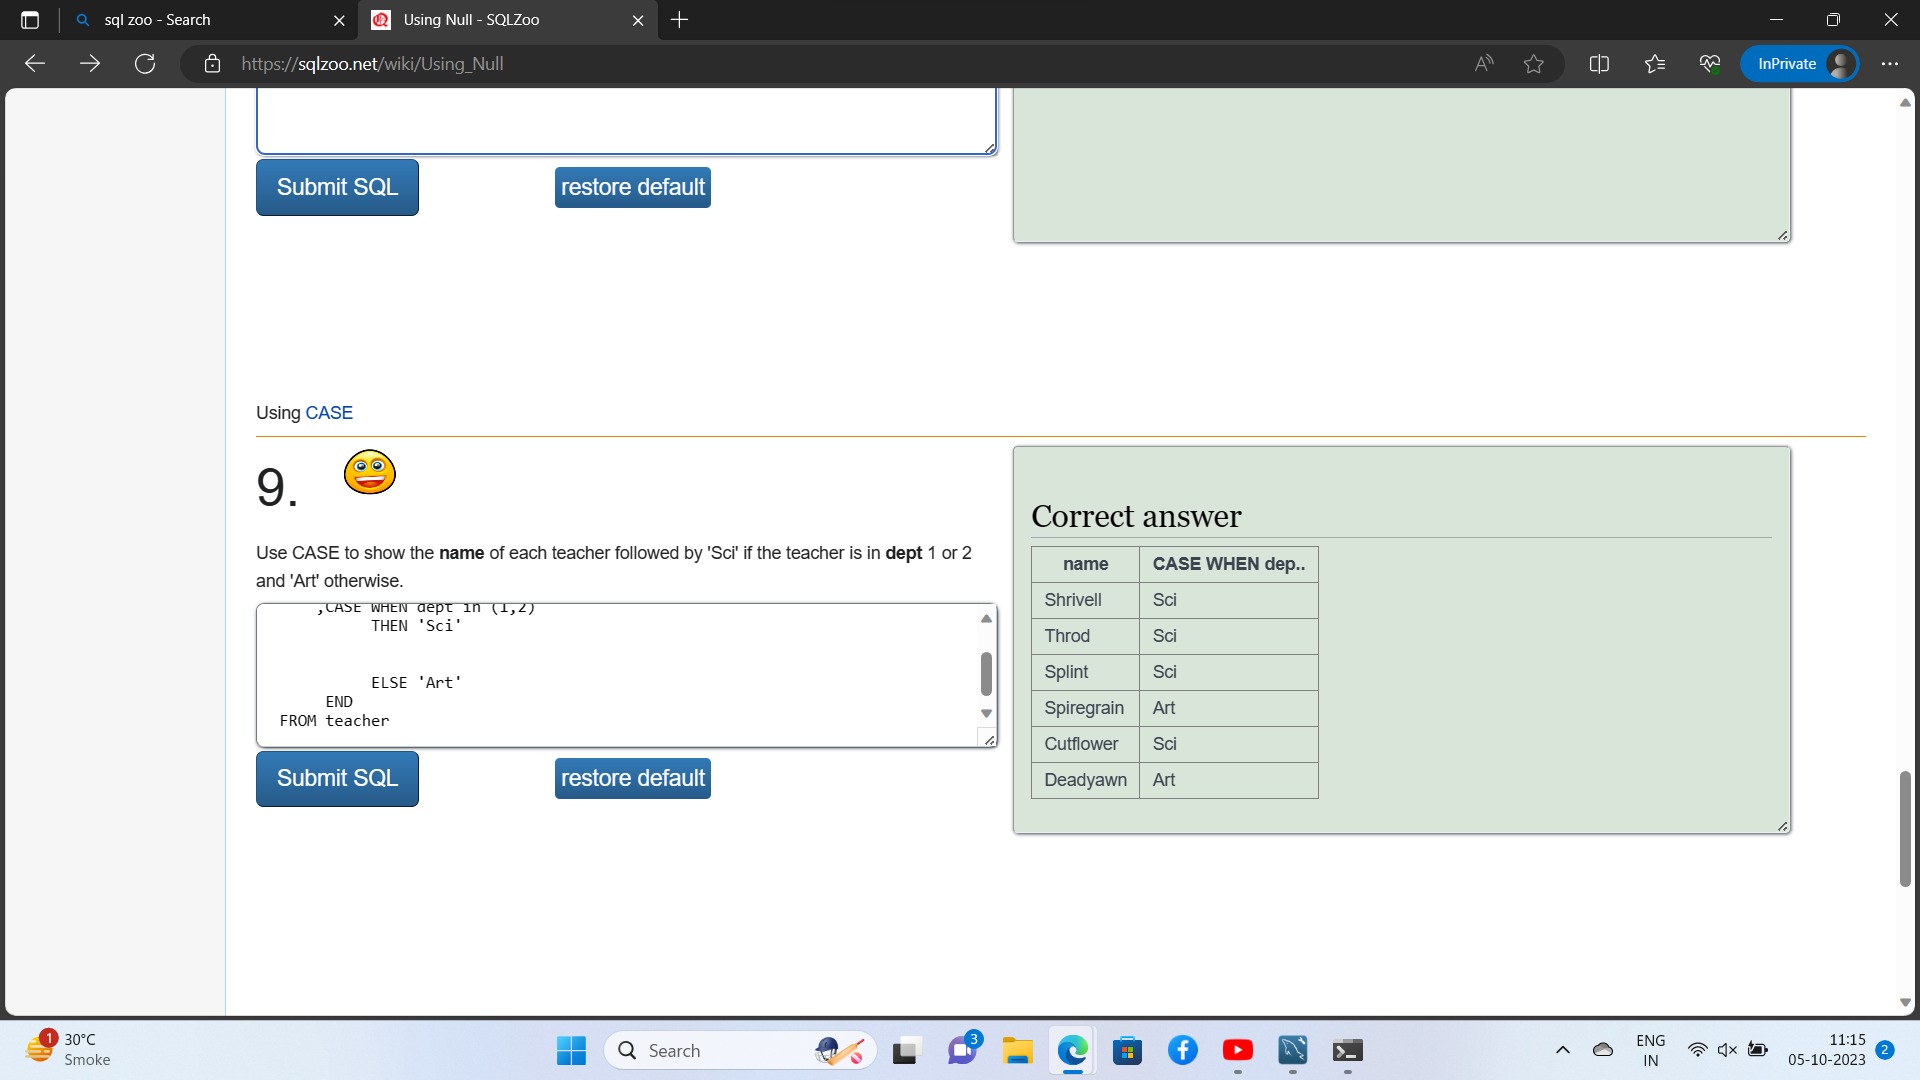 sql zoo - Search
Using Null - SQLZoo
https://sqlzoo.net/wiki/Using_Null
InPrivate
Submit SQL
restore default
Using CASE
9.
Use CASE to show the name of each teacher followed by 'Sci' if the teacher is in dept 1 or 2
and 'Art' otherwise.
,CASE WHEN dept in (1,2)
THEN 'Sci'
ELSE 'Art'
END
FROM teacher
Submit SQL
restore default
Correct answer
name CASE WHEN dep..
Shrivell Sci
Throd Sci
Splint Sci
Spiregrain Art
Cutflower Sci
Deadyawn Art
1
30°C
Smoke
Search
3
ENG
IN
11:15
05-10-2023
2